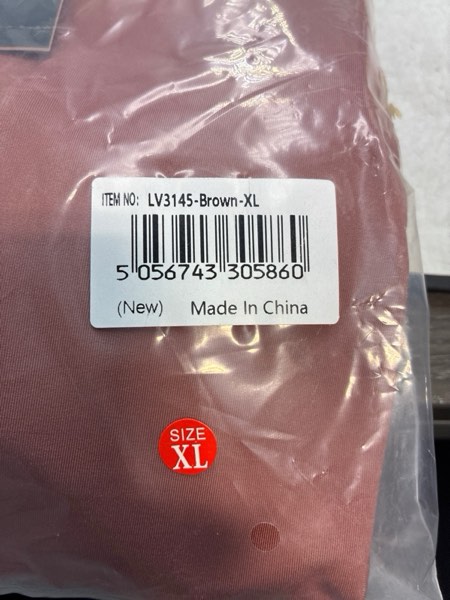 ITEM NO: LV3145-Brown-XL
5 056743 305860
(New) Made In China
SIZE
XL